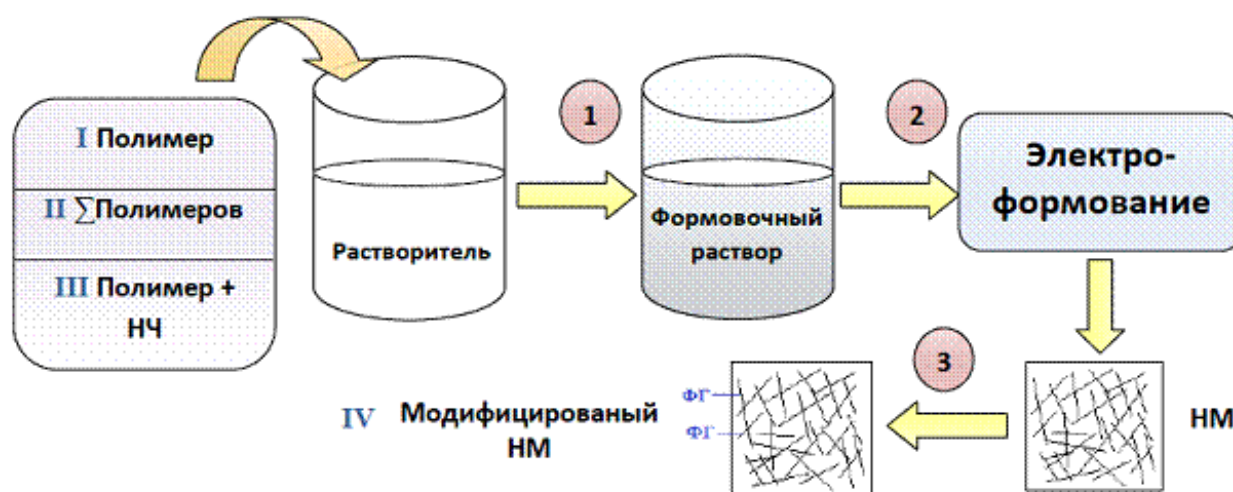 I Полимер
II ∑Полимеров
III Полимер +
НЧ
Растворитель
1
Формовочный
раствор
2
Электро-
формование
3
НМ
ФГ
ФГ
IV Модифицированый
НМ